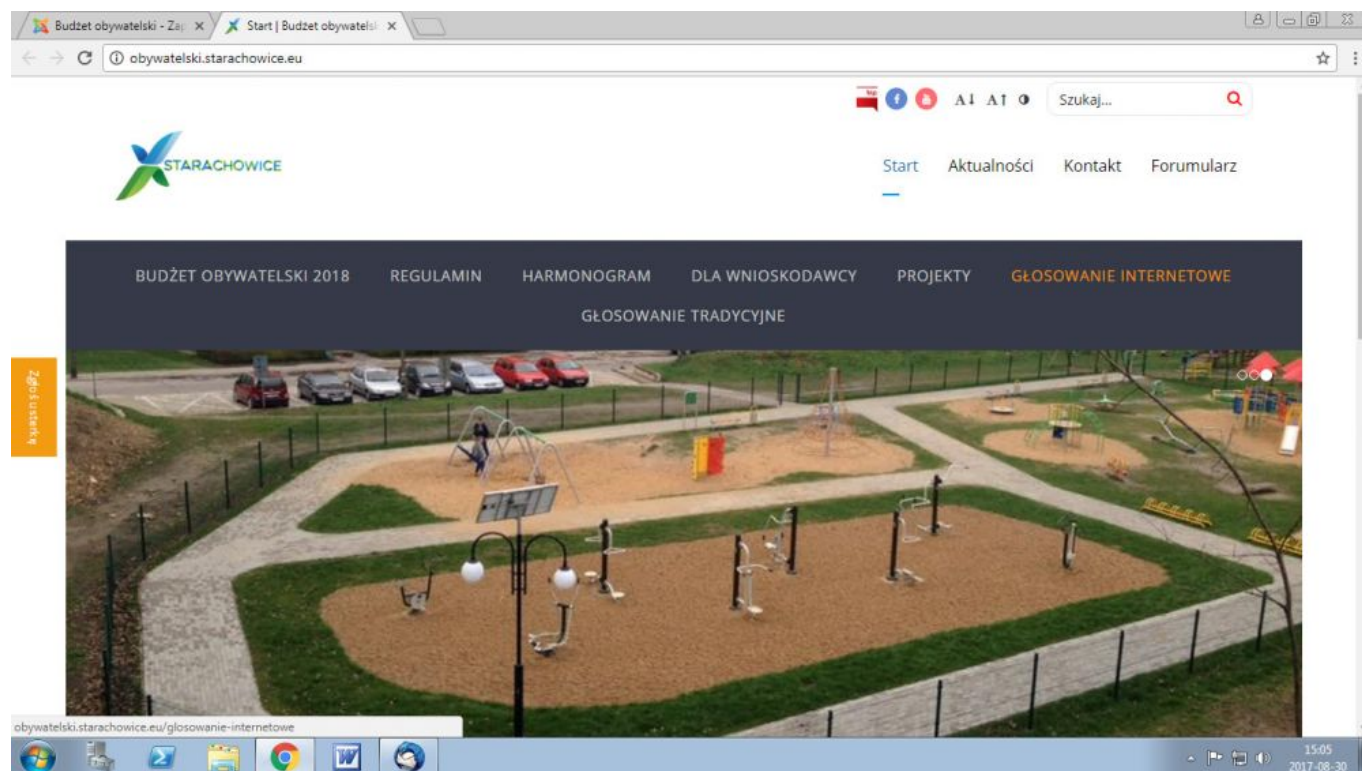 Budżet obywatelski - Zap
Start | Budżet obywatelsk
obywatelski.starachowice.eu
bip
A↓ A↑
Szukaj...
STARACHOWICE
Start Aktualności Kontakt Forumularz
BUDŻET OBYWATELSKI 2018 REGULAMIN HARMONOGRAM DLA WNIOSKODAWCY PROJEKTY GŁOSOWANIE INTERNETOWE
GŁOSOWANIE TRADYCYJNE
Zgłoś usterkę
obywatelski.starachowice.eu/glosowanie-internetowe
15:05
2017-08-30